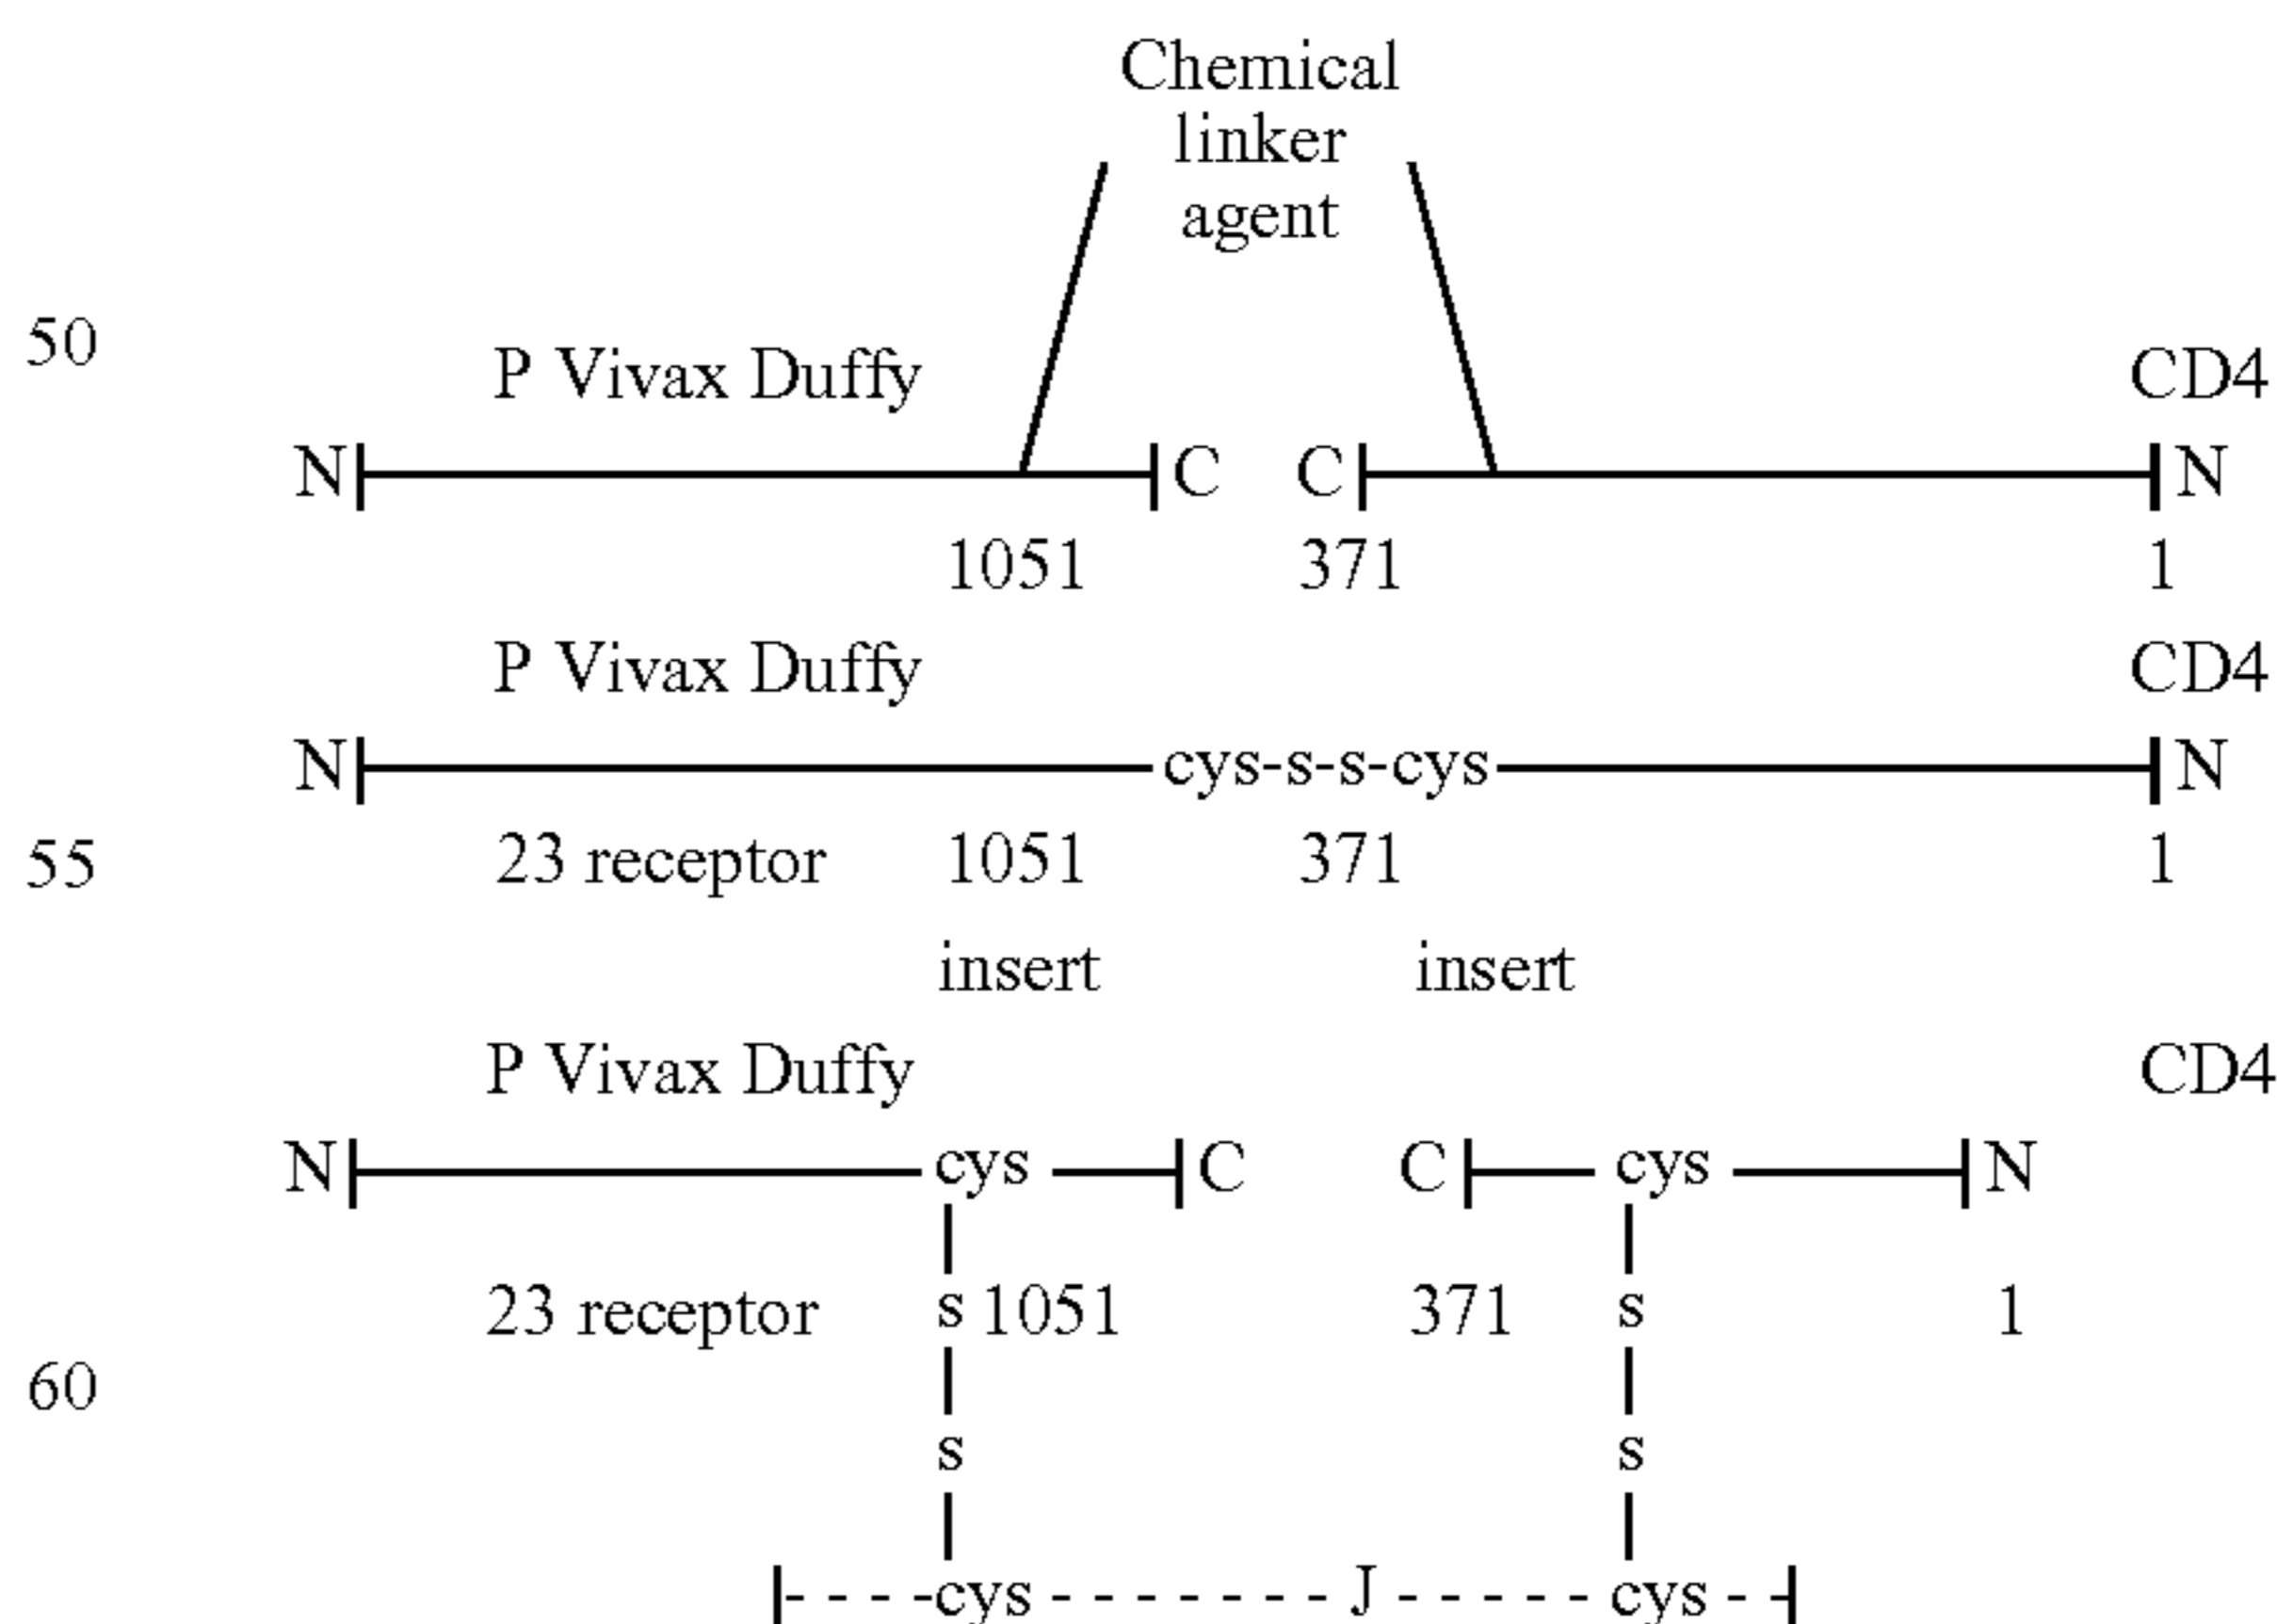 Chemical
linker
agent
50
P Vivax Duffy CD4
N C C N
1051 371 1
P Vivax Duffy CD4
N cys-s-s-cys N
55 23 receptor 1051 371 1
insert insert
P Vivax Duffy CD4
N cys C C cys N
23 receptor s 1051 371 s 1
60
s s
cys J cys